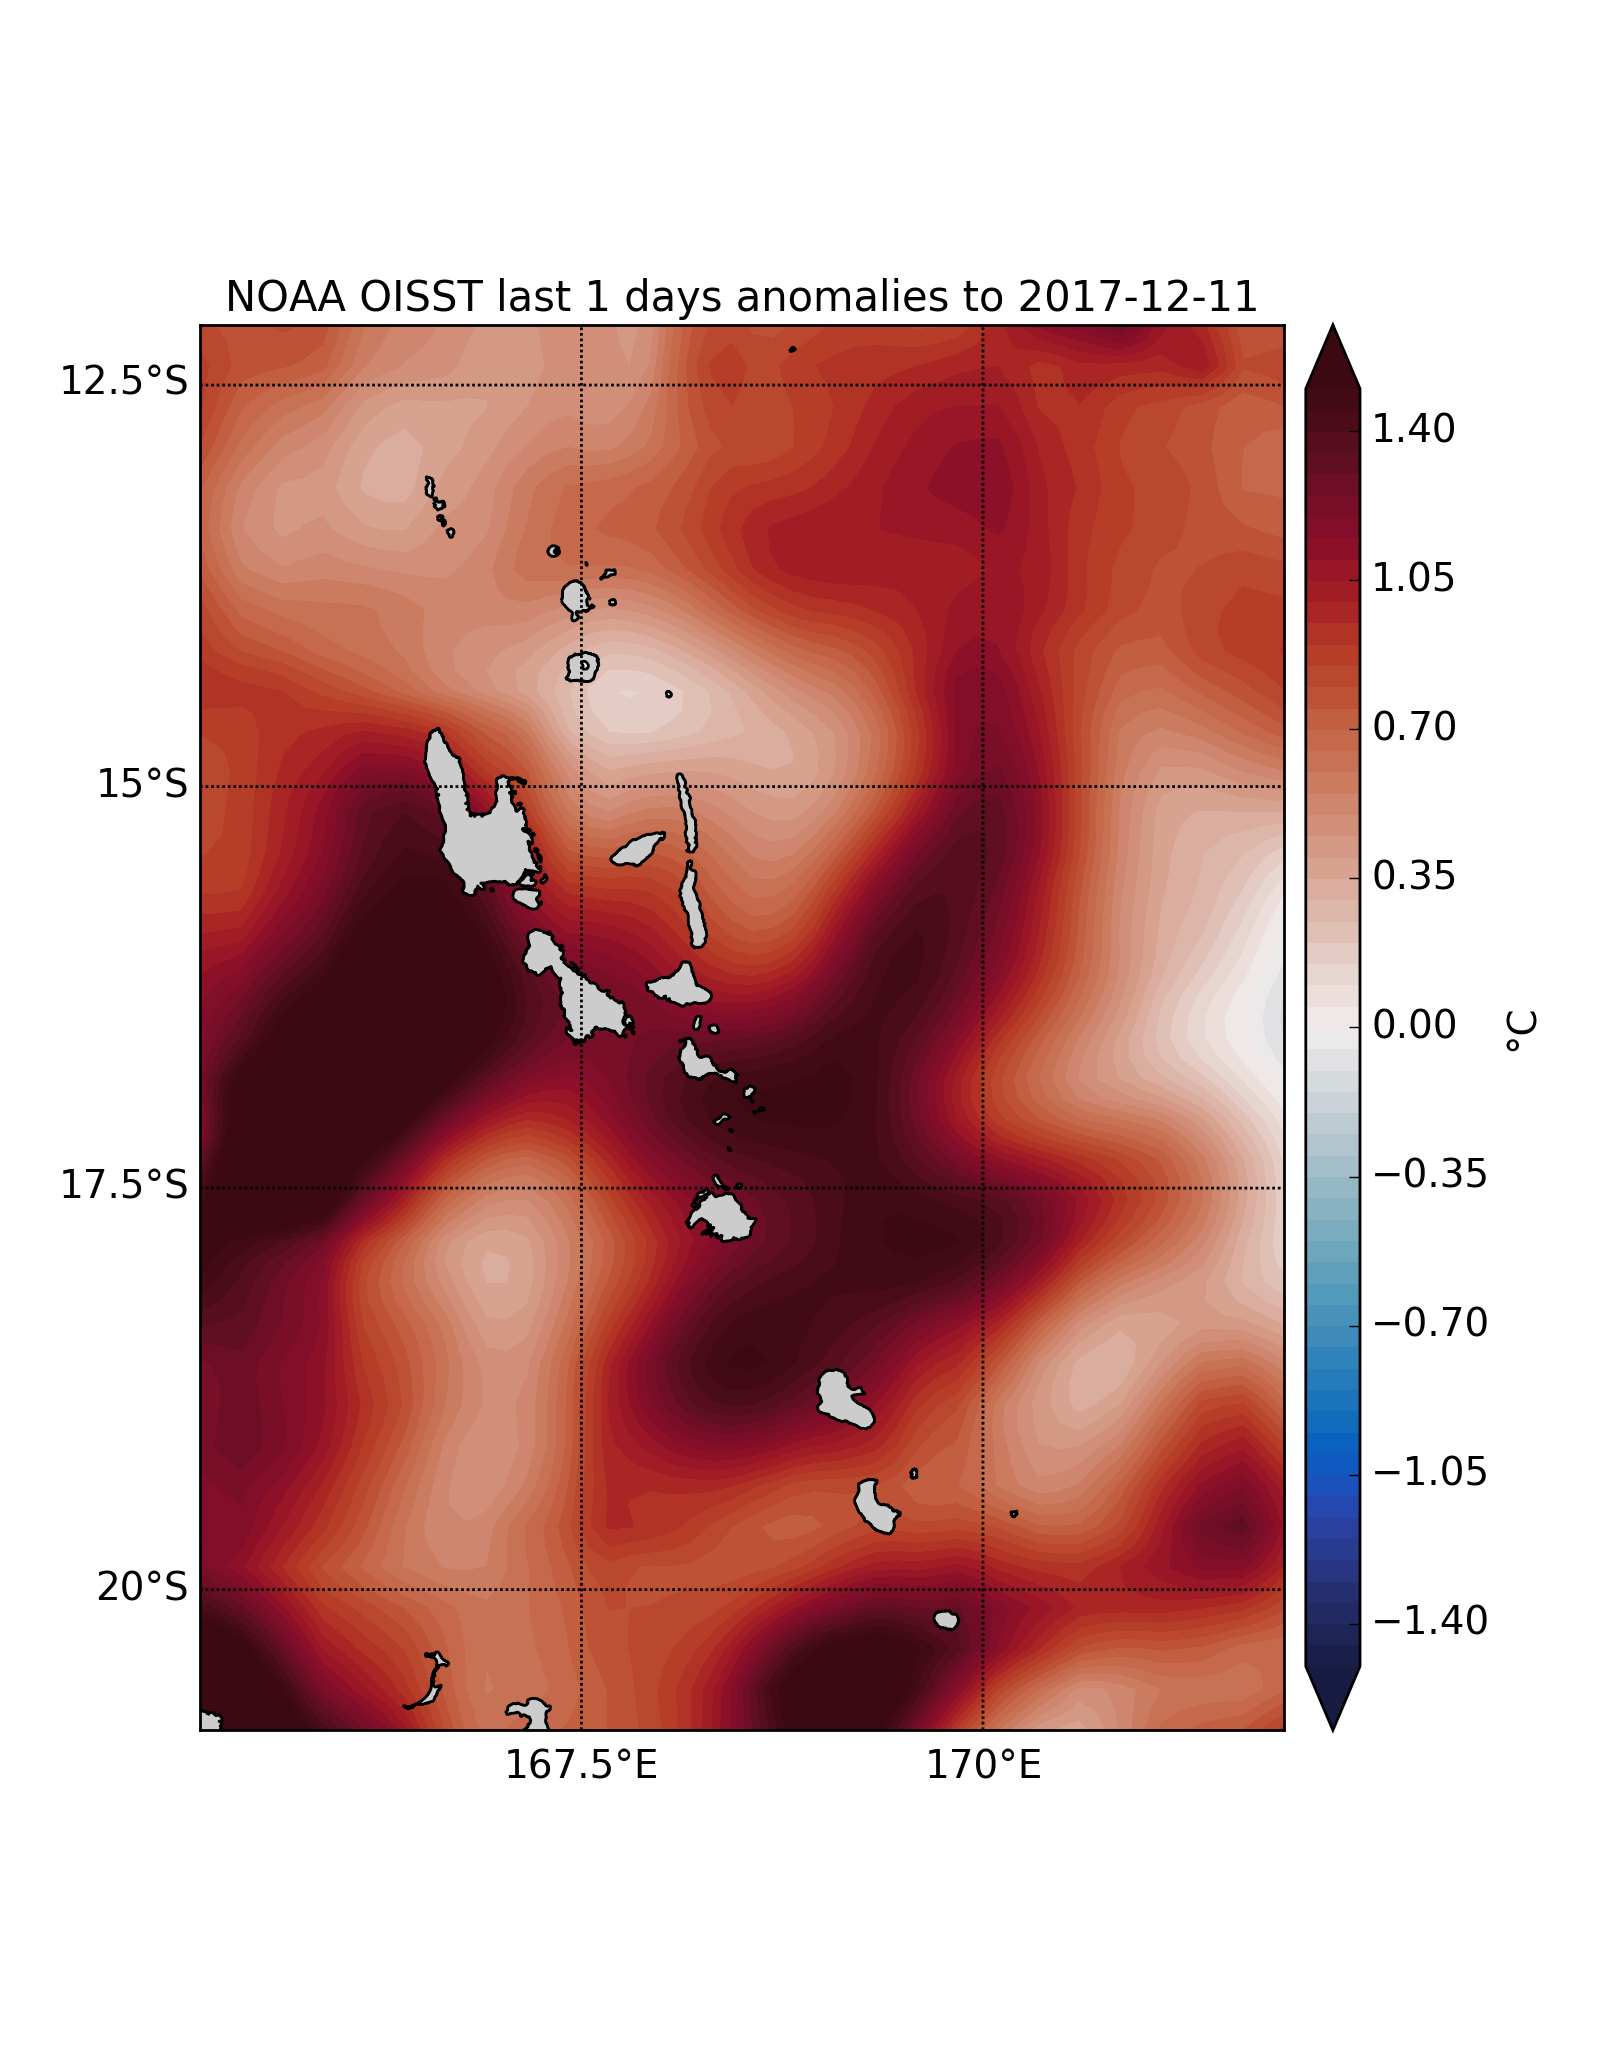 NOAA OISST last 1 days anomalies to 2017-12-11
12.5°S
15°S
17.5°S
20°S
167.5°E
170°E
1.40
1.05
0.70
0.35
0.00
−0.35
−0.70
−1.05
−1.40
°C